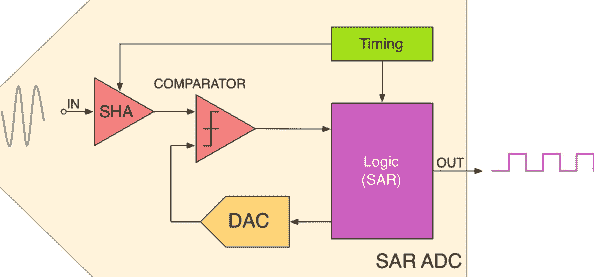 Timing
COMPARATOR
IN
SHA
Logic
(SAR)
OUT
DAC
SAR ADC